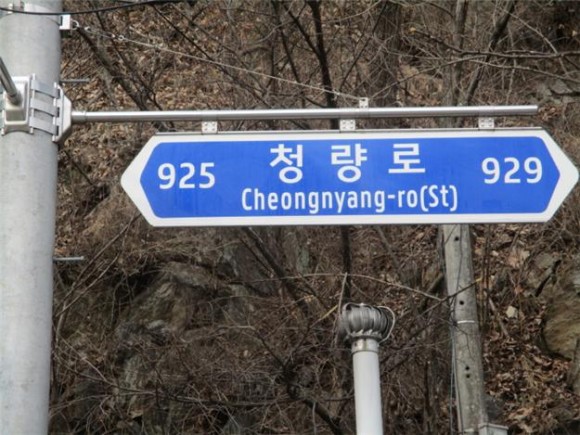 925 청량로 929
Cheongnyang-ro(St)